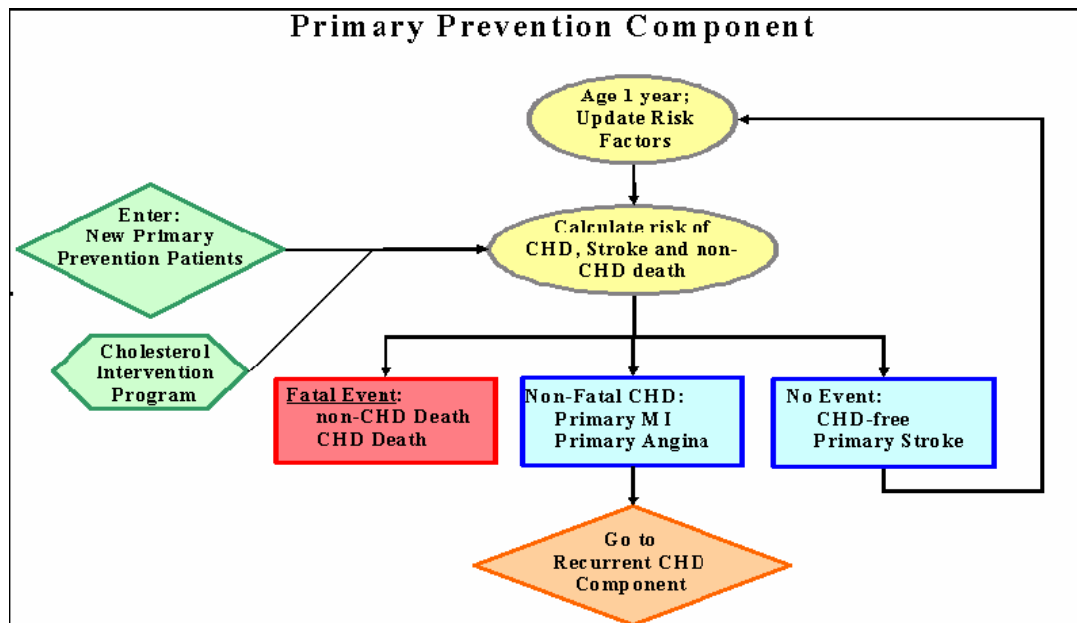 Primary Prevention Component
Age 1 year;
Update Risk
Factors
Enter:
New Primary
Prevention Patients
Calculate risk of
CHD, Stroke and non-
CHD death
Cholesterol
Intervention
Program
Fatal Event:
non-CHD Death
CHD Death
Non-Fatal CHD:
Primary MI
Primary Angina
No Event:
CHD-free
Primary Stroke
Go to
Recurrent CHD
Component